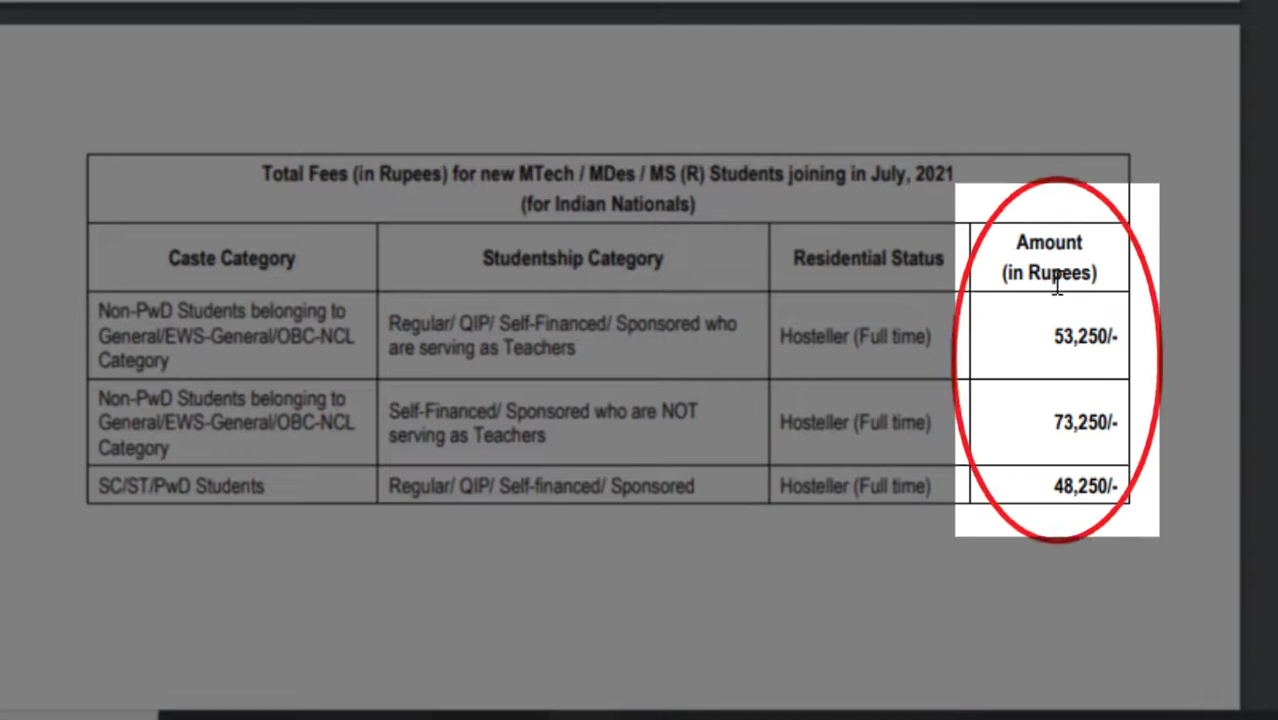 Total Fees (in Rupees) for new MTech / MDes / MS (R) Students joining in July, 2021
(for Indian Nationals)
Caste Category
Studentship Category
Residential Status
Amount
(in Rupees)
Non-PwD Students belonging to
General/EWS-General/OBC-NCL
Category
Regular/ QIP/ Self-Financed/ Sponsored who
are serving as Teachers
Hosteller (Full time)
53,250/-
Non-PwD Students belonging to
General/EWS-General/OBC-NCL
Category
Self-Financed/ Sponsored who are NOT
serving as Teachers
Hosteller (Full time)
73,250/-
SC/ST/PwD Students
Regular/ QIP/ Self-financed/ Sponsored
Hosteller (Full time)
48,250/-